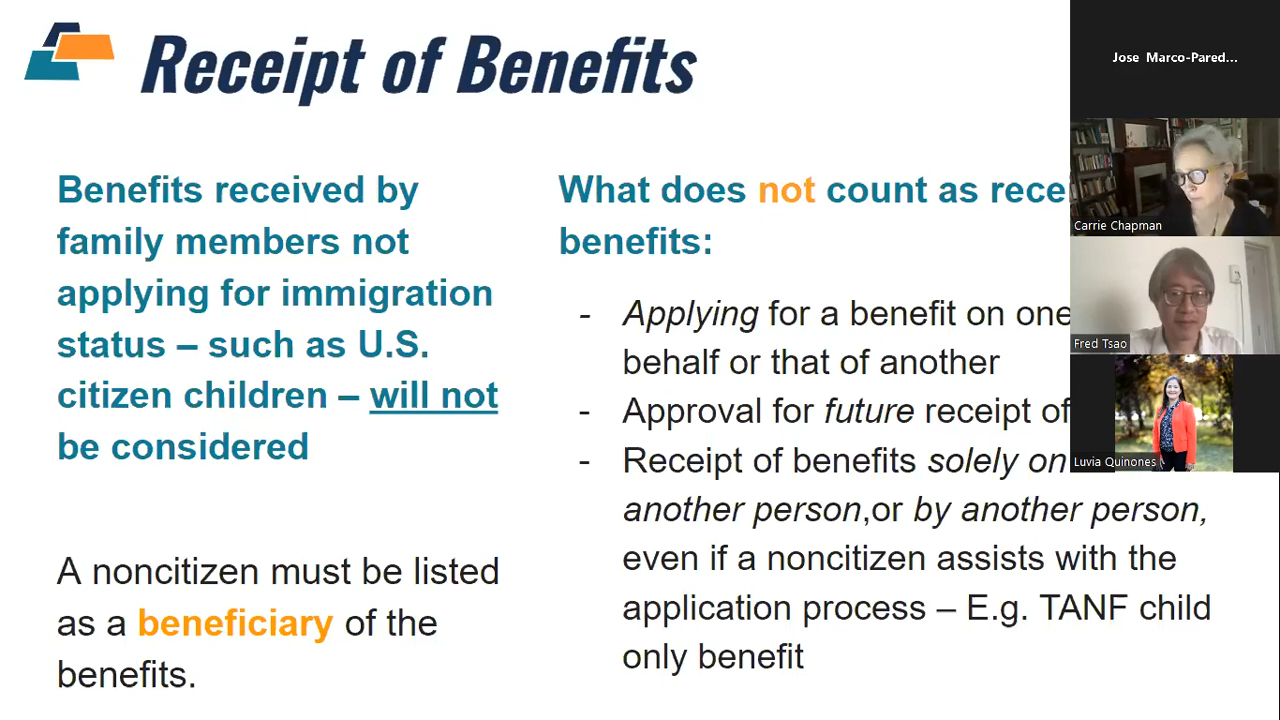 Receipt of Benefits
Benefits received by
family members not
applying for immigration
status – such as U.S.
citizen children – will not
be considered
A noncitizen must be listed
as a beneficiary of the
benefits.
What does not count as rece
benefits:
- Applying for a benefit on one
behalf or that of another
- Approval for future receipt of
- Receipt of benefits solely on
another person,or by another person,
even if a noncitizen assists with the
application process – E.g. TANF child
only benefit
Jose Marco-Pared...
Carrie Chapman
Fred Tsao
Luvia Quinones (